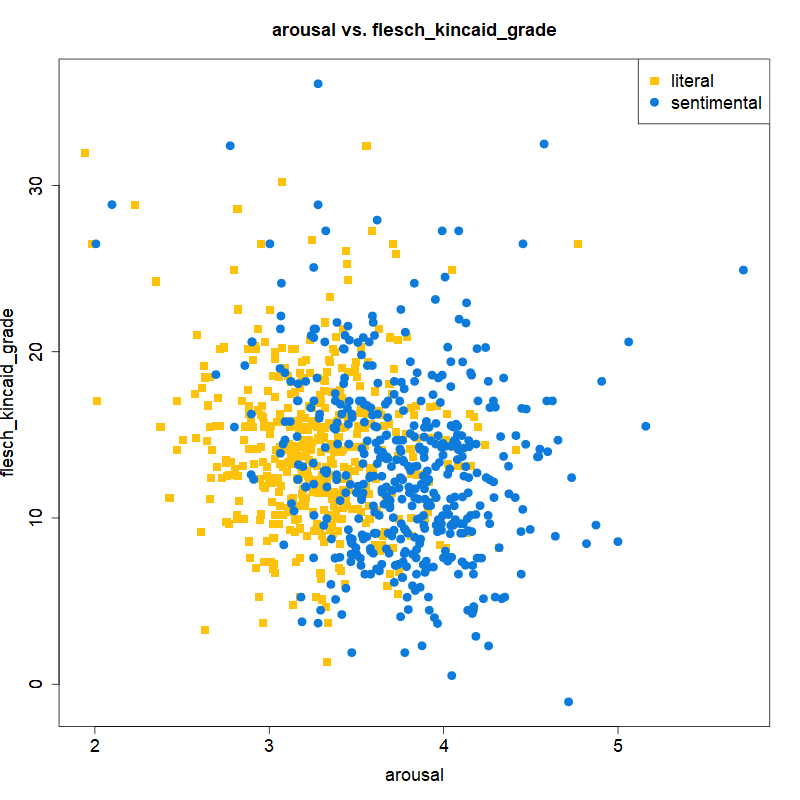 arousal vs. flesch_kincaid_grade
literal
sentimental
flesch_kincaid_grade
30
20
10
0
2 3 4 5
arousal